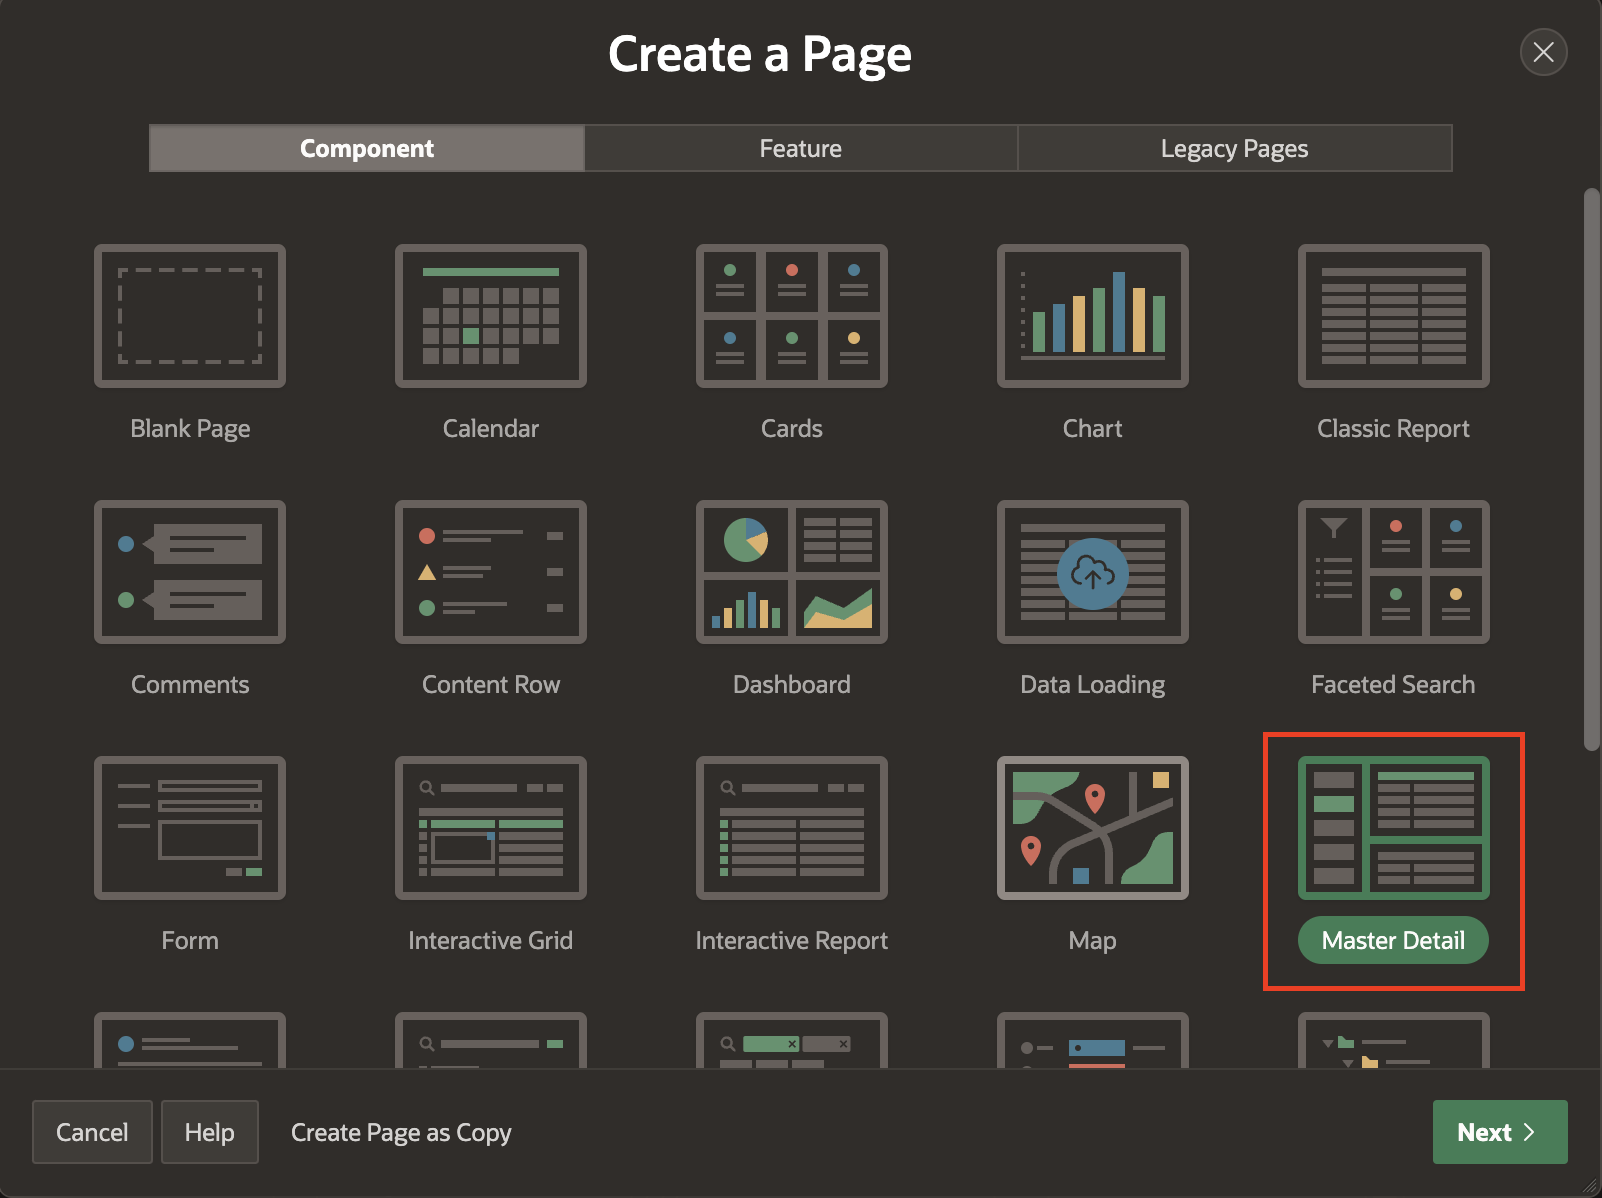 Create a Page
Component
Feature
Legacy Pages
Blank Page
Calendar
Cards
Chart
Classic Report
Comments
Content Row
Dashboard
Data Loading
Faceted Search
Form
Interactive Grid
Interactive Report
Map
Master Detail
Cancel
Help
Create Page as Copy
Next